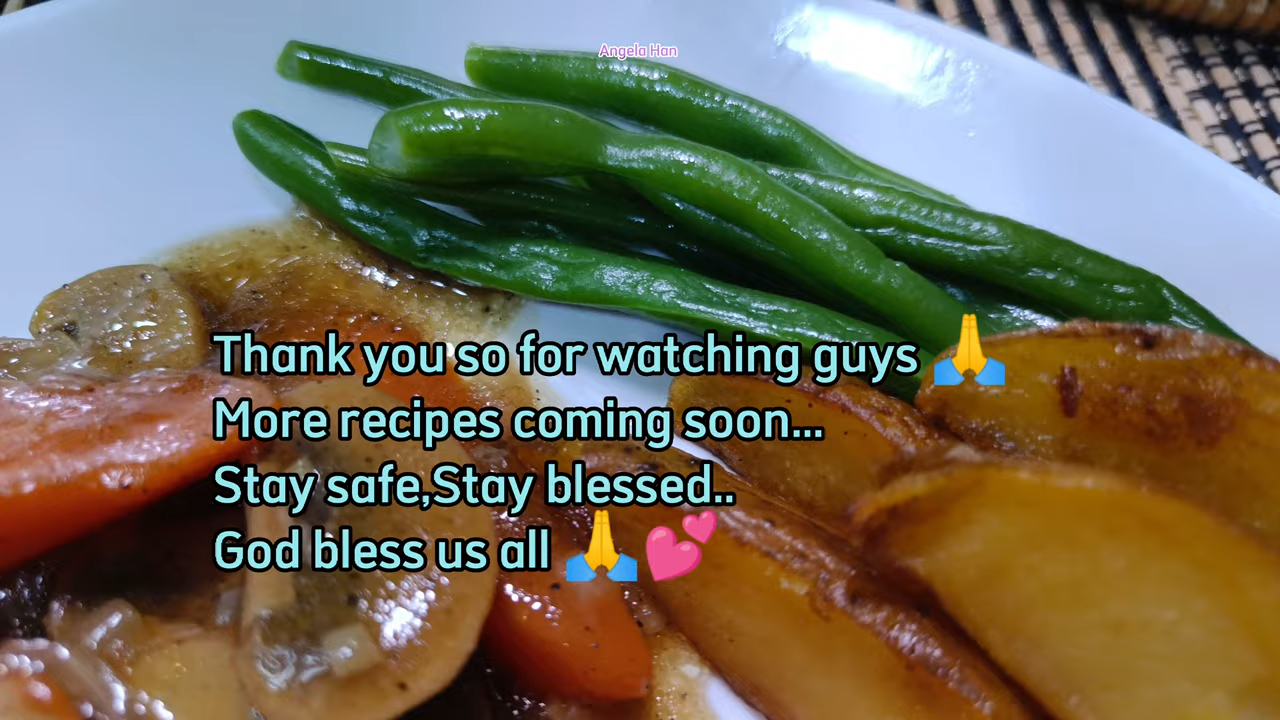 Angela Han
Thank you so for watching guys 🙏
More recipes coming soon...
Stay safe,Stay blessed..
God bless us all 🙏 💕